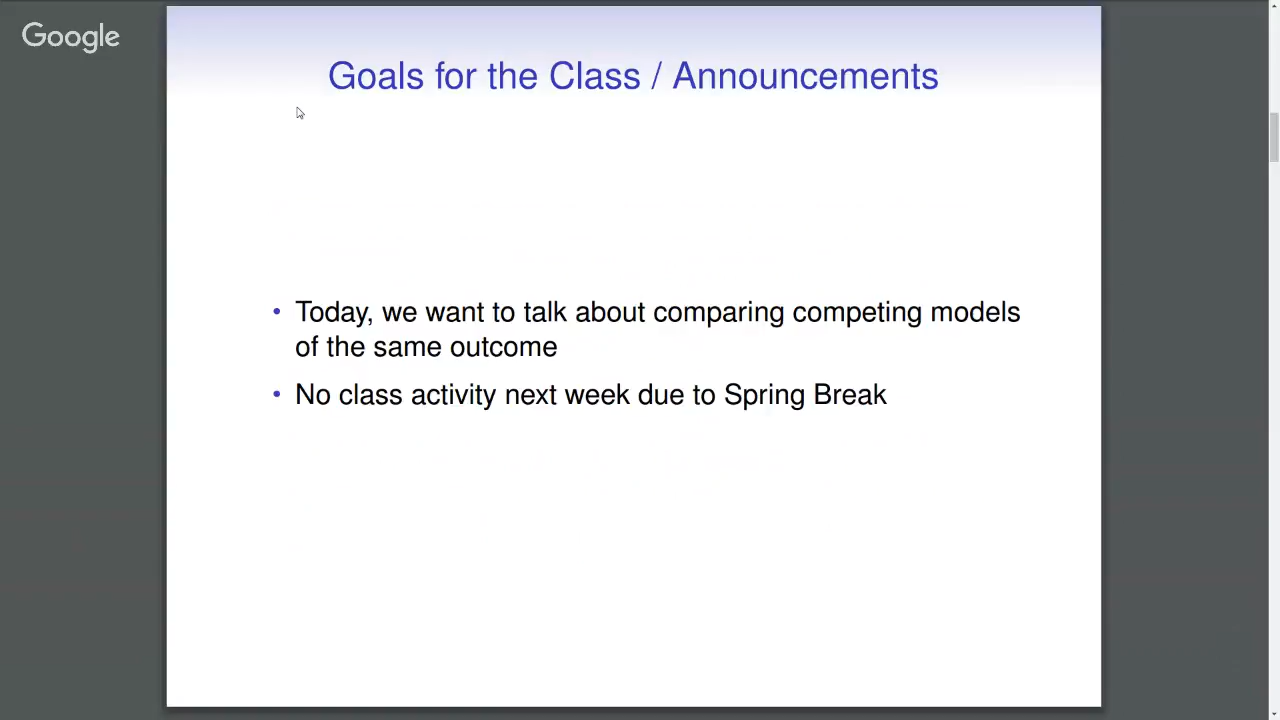 Google
Goals for the Class / Announcements
• Today, we want to talk about comparing competing models
of the same outcome
• No class activity next week due to Spring Break